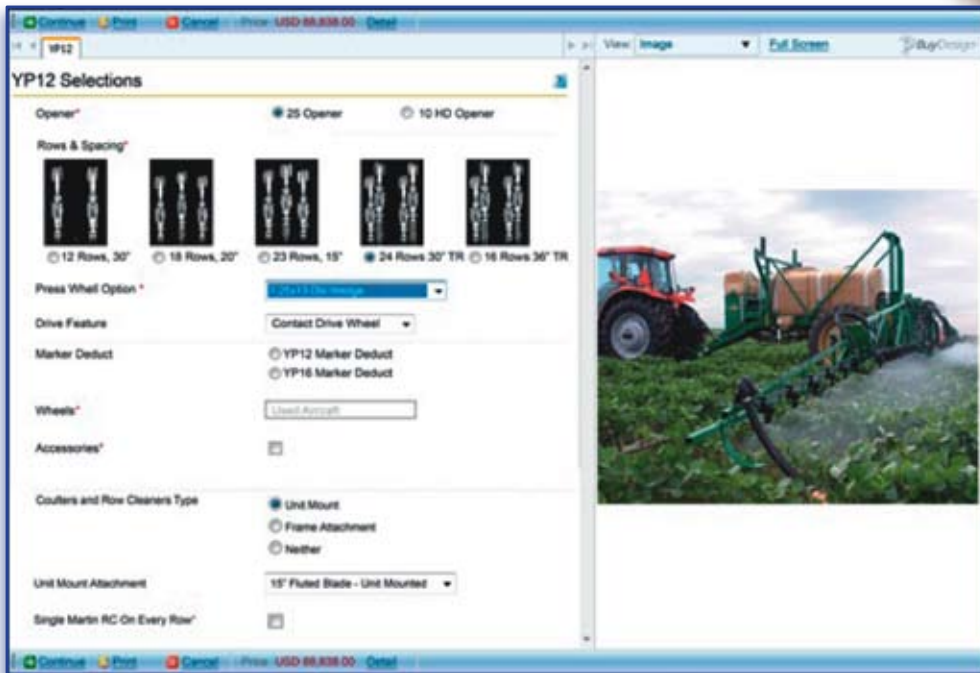 Continue Print Cancel Price USD 88,838.00 Detail
YP12
View Image Full Screen BuyDesign
YP12 Selections
Opener* 25 Opener 10 HD Opener
Rows & Spacing*
12 Rows, 30" 18 Rows, 20" 23 Rows, 15" 24 Rows 30" TR 16 Rows 36" TR
Press Whell Option *
Drive Feature Contact Drive Wheel
Marker Deduct YP12 Marker Deduct
YP16 Marker Deduct
Wheels* Used Aircraft
Accessories*
Coulters and Row Cleaners Type Unit Mount
Frame Attachment
Neither
Unit Mount Attachment 15" Fluted Blade - Unit Mounted
Single Martin RC On Every Row*
Continue Print Cancel Price USD 88,838.00 Detail